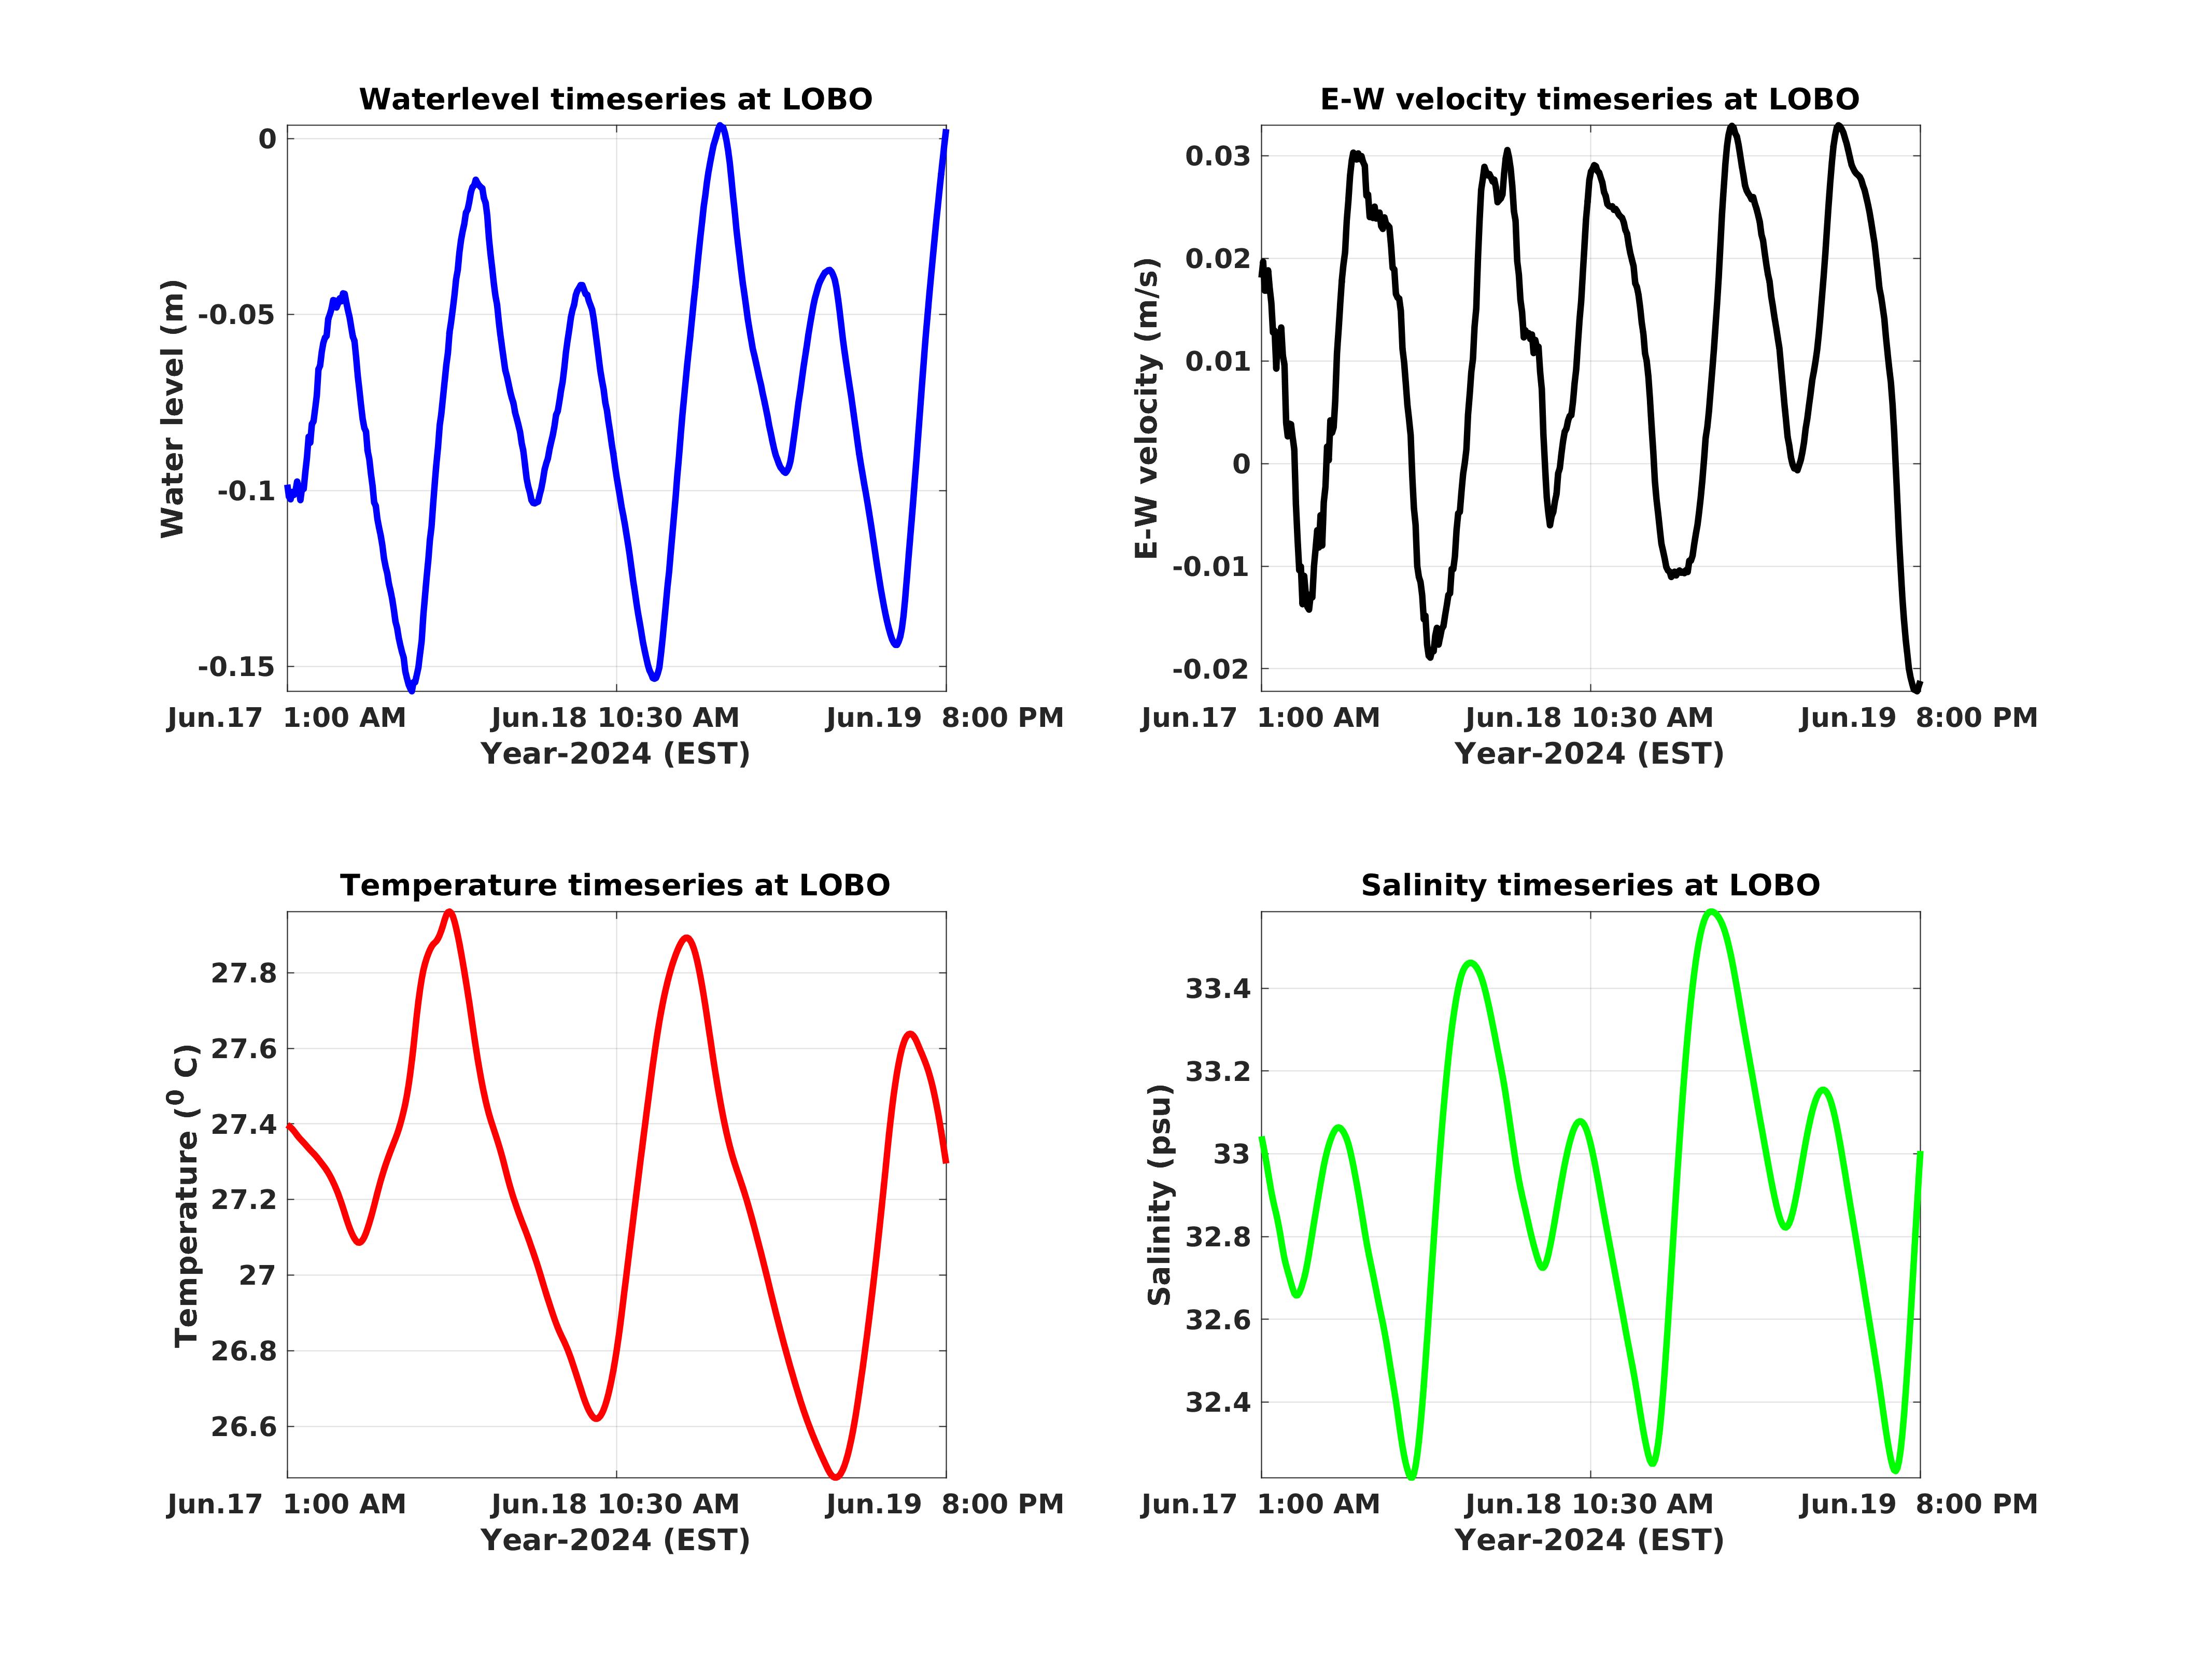 Waterlevel timeseries at LOBO
0
-0.05
-0.1
-0.15
Water level (m)
Jun.17 1:00 AM Jun.18 10:30 AM Jun.19 8:00 PM
Year-2024 (EST)
E-W velocity timeseries at LOBO
0.03
0.02
0.01
0
-0.01
-0.02
E-W velocity (m/s)
Jun.17 1:00 AM Jun.18 10:30 AM Jun.19 8:00 PM
Year-2024 (EST)
Temperature timeseries at LOBO
27.8
27.6
27.4
27.2
27
26.8
26.6
Temperature (⁰ C)
Jun.17 1:00 AM Jun.18 10:30 AM Jun.19 8:00 PM
Year-2024 (EST)
Salinity timeseries at LOBO
33.4
33.2
33
32.8
32.6
32.4
Salinity (psu)
Jun.17 1:00 AM Jun.18 10:30 AM Jun.19 8:00 PM
Year-2024 (EST)